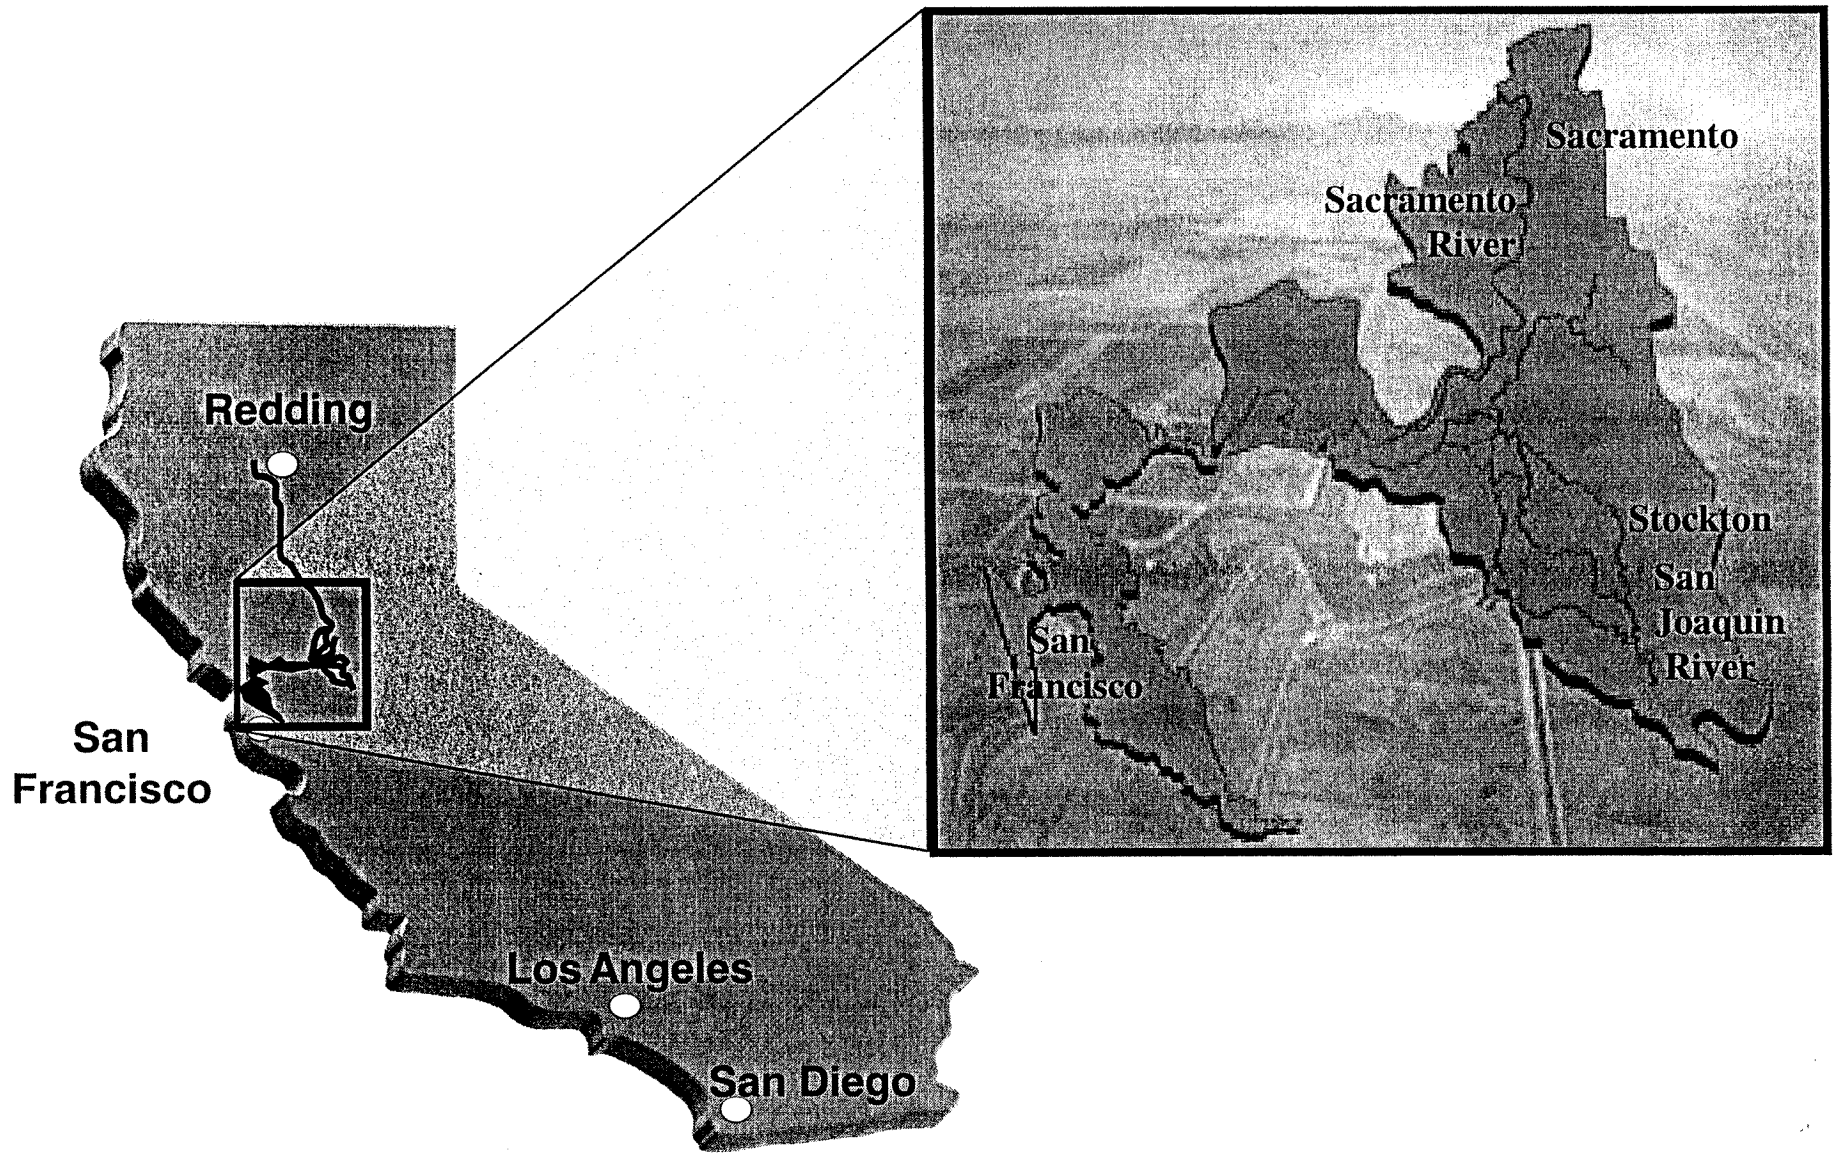 Redding
San
Francisco
Los Angeles
San Diego
Sacramento
Sacramento
River
Stockton
San
Joaquin
River
San
Francisco